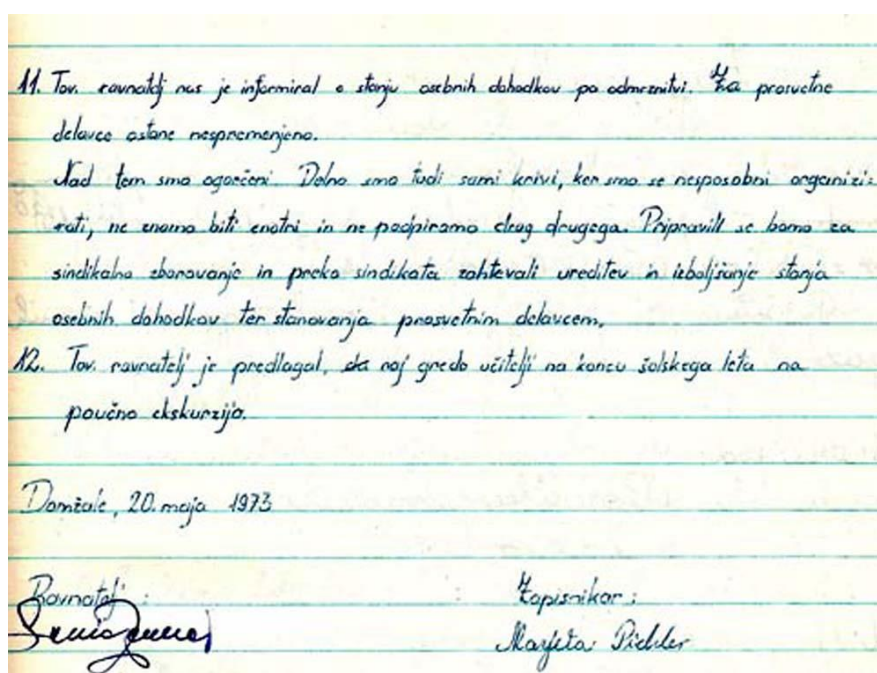 11. Tov. ravnatelj nas je informiral o stanju osebnih dohodkov po odmrznitvi. Za prosvetne
delavce ostane nespremenjeno.
Nad tem smo ogorčeni. Delno smo tudi sami krivi, ker smo se nesposobni organizi-
rati, ne znamo biti enotni in ne podpiramo drug drugega. Pripravili se bomo za
sindikalno zborovanje in preko sindikata zahtevali ureditev in izboljšanje stanja
osebnih dohodkov ter stanovanja prosvetnim delavcem.
12. Tov. ravnatelj je predlagal, da naj gredo učitelji na koncu šolskega leta na
poučno ekskurzijo.
Domžale, 20. maja 1973
Ravnatelj: Zapisnikar:
Marjeta Pichler